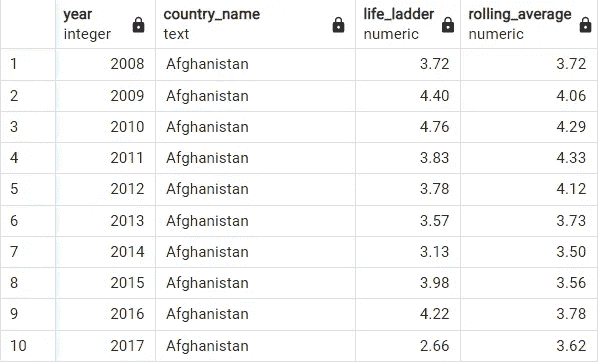 year country_name life_ladder rolling_average
integer text numeric numeric
1 2008 Afghanistan 3.72 3.72
2 2009 Afghanistan 4.40 4.06
3 2010 Afghanistan 4.76 4.29
4 2011 Afghanistan 3.83 4.33
5 2012 Afghanistan 3.78 4.12
6 2013 Afghanistan 3.57 3.73
7 2014 Afghanistan 3.13 3.50
8 2015 Afghanistan 3.98 3.56
9 2016 Afghanistan 4.22 3.78
10 2017 Afghanistan 2.66 3.62